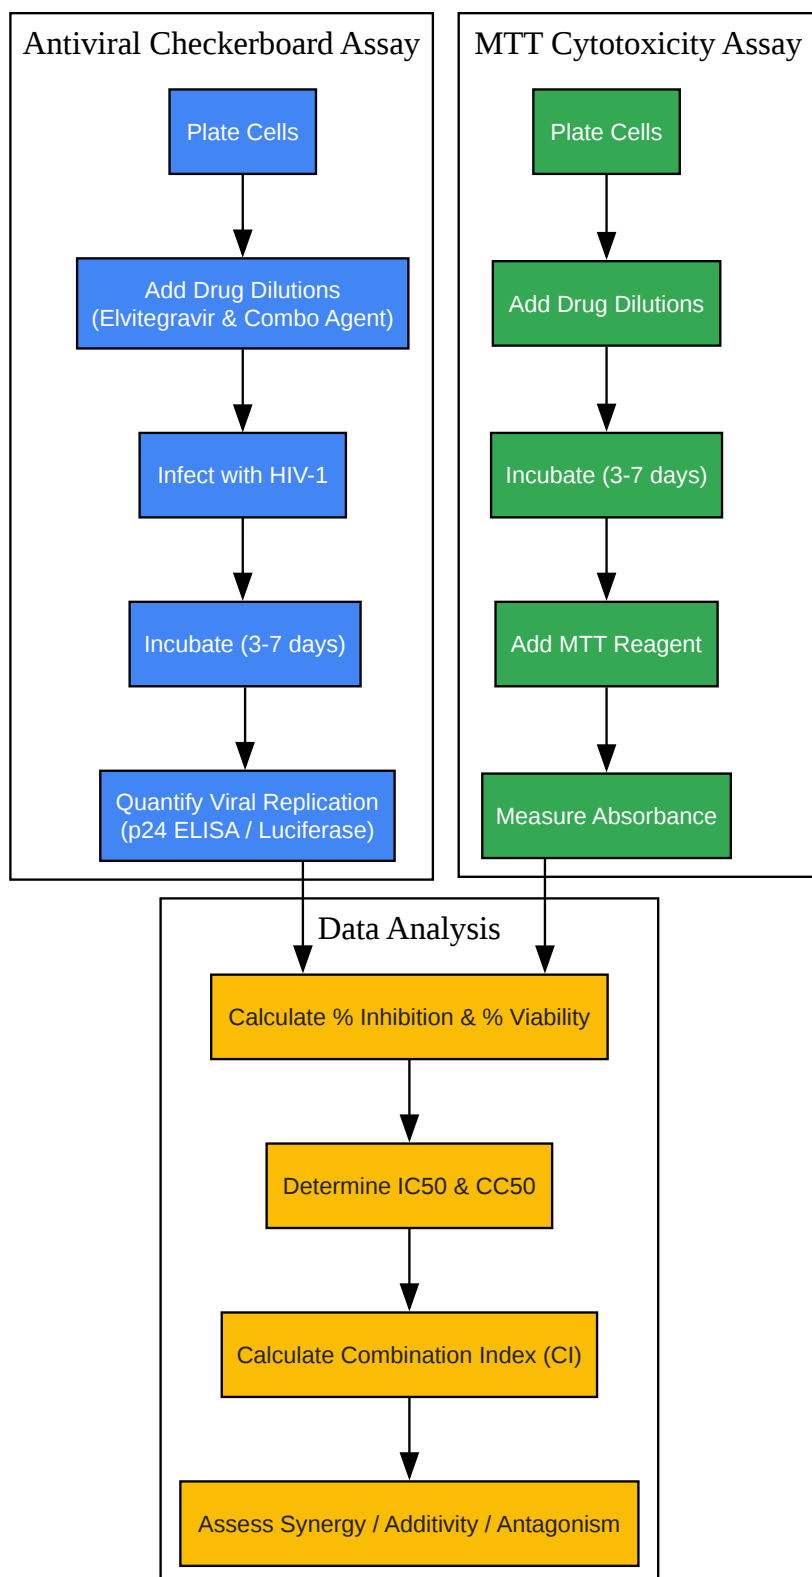 Antiviral Checkerboard Assay
Plate Cells
Add Drug Dilutions
(Elvitegravir & Combo Agent)
Infect with HIV-1
Incubate (3-7 days)
Quantify Viral Replication
(p24 ELISA / Luciferase)
MTT Cytotoxicity Assay
Plate Cells
Add Drug Dilutions
Incubate (3-7 days)
Add MTT Reagent
Measure Absorbance
Data Analysis
Calculate % Inhibition & % Viability
Determine IC50 & CC50
Calculate Combination Index (CI)
Assess Synergy / Additivity / Antagonism